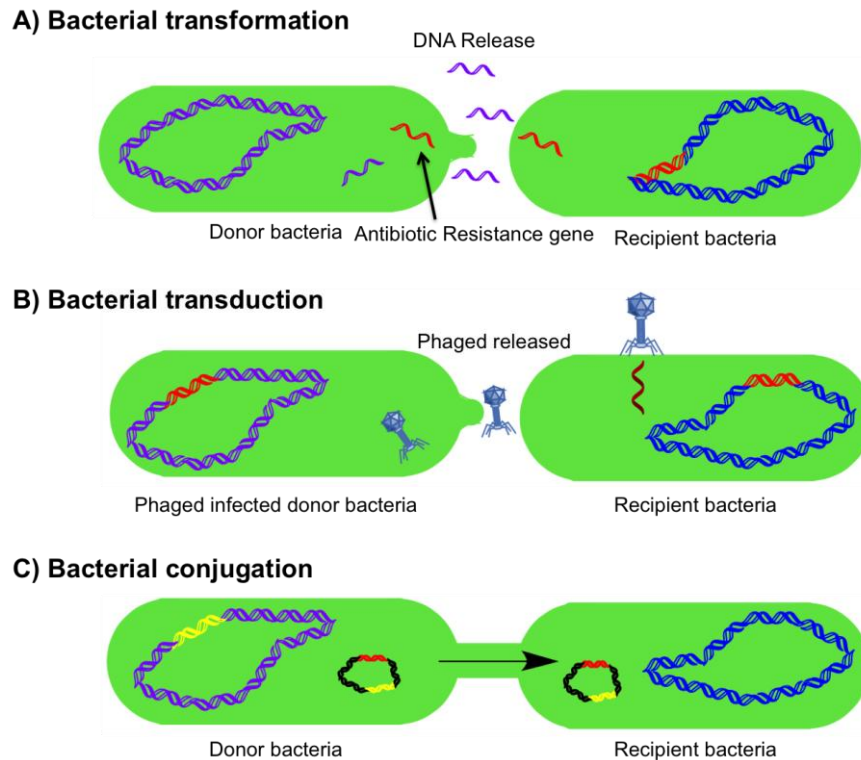 A) Bacterial transformation
DNA Release
Donor bacteria
Antibiotic Resistance gene
Recipient bacteria
B) Bacterial transduction
Phaged released
Phaged infected donor bacteria
Recipient bacteria
C) Bacterial conjugation
Donor bacteria
Recipient bacteria